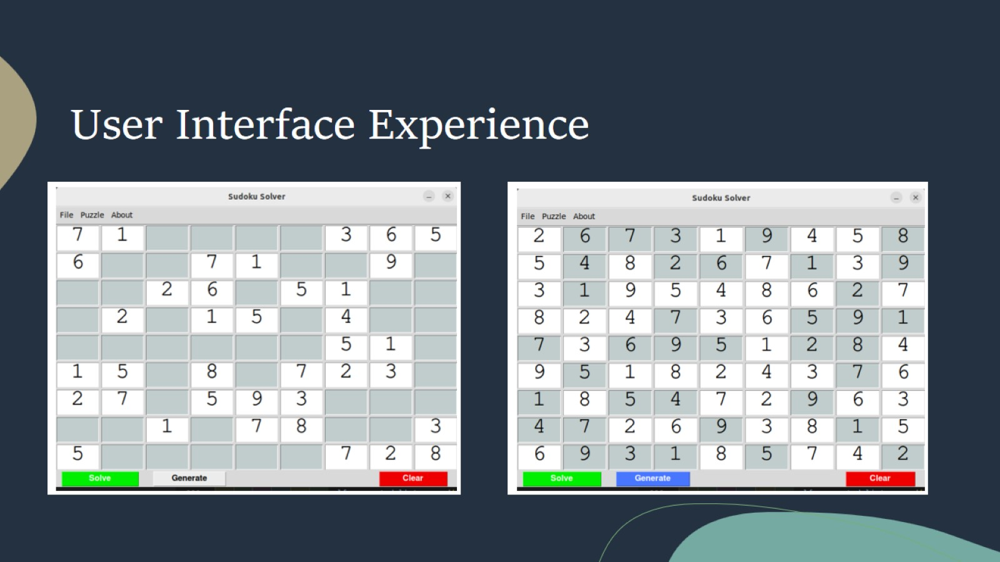 User Interface Experience
Sudoku Solver
File Puzzle About
7 1 3 6 5
6 7 1 9
2 6 5 1
2 1 5 4
5 1
1 5 8 7 2 3
2 7 5 9 3
1 7 8 3
5 7 2 8
Solve Generate Clear
Sudoku Solver
File Puzzle About
2 6 7 3 1 9 4 5 8
5 4 8 2 6 7 1 3 9
3 1 9 5 4 8 6 2 7
8 2 4 7 3 6 5 9 1
7 3 6 9 5 1 2 8 4
9 5 1 8 2 4 3 7 6
1 8 5 4 7 2 9 6 3
4 7 2 6 9 3 8 1 5
6 9 3 1 8 5 7 4 2
Solve Generate Clear